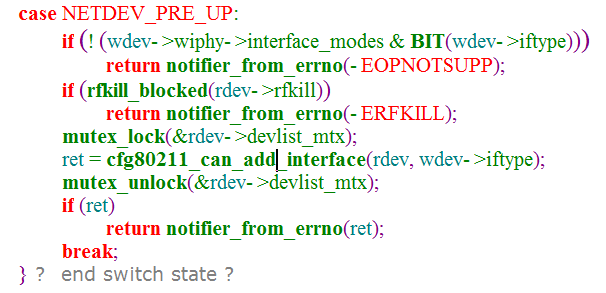 case NETDEV_PRE_UP:
if (! (wdev->wiphy->interface_modes & BIT(wdev->iftype)))
return notifier_from_errno(-EOPNOTSUPP);
if (rfkill_blocked(rdev->rfkill))
return notifier_from_errno(-ERFKILL);
mutex_lock(&rdev->devlist_mtx);
ret = cfg80211_can_add_interface(rdev, wdev->iftype);
mutex_unlock(&rdev->devlist_mtx);
if (ret)
return notifier_from_errno(ret);
break;
} ? end switch state ?